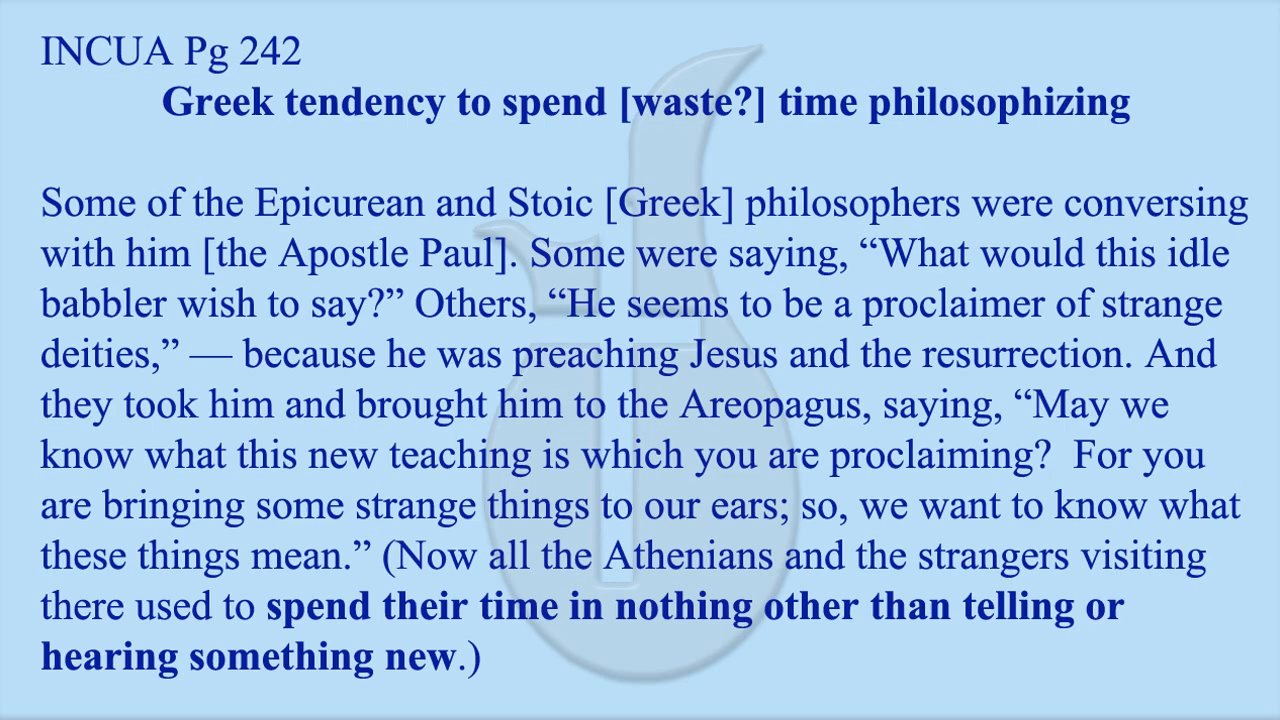 INCUA Pg 242
Greek tendency to spend [waste?] time philosophizing
Some of the Epicurean and Stoic [Greek] philosophers were conversing
with him [the Apostle Paul]. Some were saying, “What would this idle
babbler wish to say?” Others, “He seems to be a proclaimer of strange
deities,” — because he was preaching Jesus and the resurrection. And
they took him and brought him to the Areopagus, saying, “May we
know what this new teaching is which you are proclaiming?  For you
are bringing some strange things to our ears; so, we want to know what
these things mean.” (Now all the Athenians and the strangers visiting
there used to spend their time in nothing other than telling or
hearing something new.)